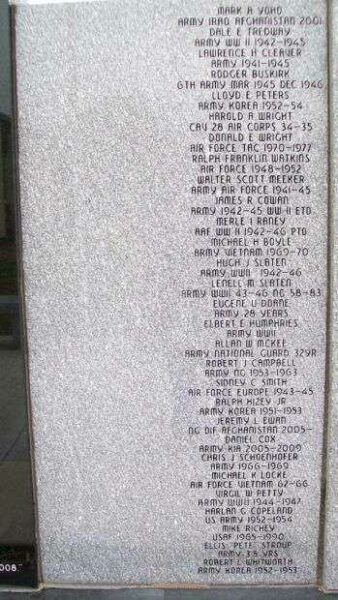 MARK A YOHO
ARMY IRAQ AFGHANISTAN 2001
DALE E TREDWAY
ARMY WW II 1942-1945
LAWRENCE H CLEAVER
ARMY 1941-1945
RODGER BUSKIRK
6TH ARMY MAR 1945 DEC 1946
LLOYD E PETERS
ARMY KOREA 1952-54
HAROLD A WRIGHT
CAV 28 AIR CORPS 34-35
DONALD E WRIGHT
AIR FORCE TAC 1970-1977
RALPH FRANKLIN WATKINS
AIR FORCE 1948-1952
WALTER SCOTT MEEKER
ARMY AIR FORCE 1941-45
JAMES R COWAN
ARMY 1942-45 WW II ETO
MERLE I RANEY
AAF WW II 1942-46 PTO
MICHAEL H BOYLE
ARMY VIETNAM 1969-70
HUGH J SLATEN
ARMY WWII 1942-46
LENELL M SLATEN
ARMY WWII 43-46 NG 58-83
EUGENE U DOANE
ARMY 28 YEARS
ELBERT E HUMPHRIES
ARMY WWII
ALLAN W MCKEE
ARMY NATIONAL GUARD 32YR
ROBERT J CAMPBELL
ARMY NG 1953-1963
SIDNEY C SMITH
AIR FORCE EUROPE 1943-45
RALPH HIZEY JR
ARMY KOREA 1951-1953
JEREMY L EWAN
NG OIF AFGHANISTAN 2005-
DANIEL COX
ARMY KIA 2005-2009
CHRIS J SCHOENHOFER
ARMY 1966-1969
MICHAEL K LOCKE
AIR FORCE VIETNAM 62-66
VIRGIL W PETTY
ARMY WWII 1944-1947
HARLAN G COPELAND
US ARMY 1952-1954
MIKE RICHEY
USAF 1965-1990
ELLIS "PETE" STROUP
ARMY 3.5 YRS
ROBERT L WHITWORTH
ARMY KOREA 1952-1953
008